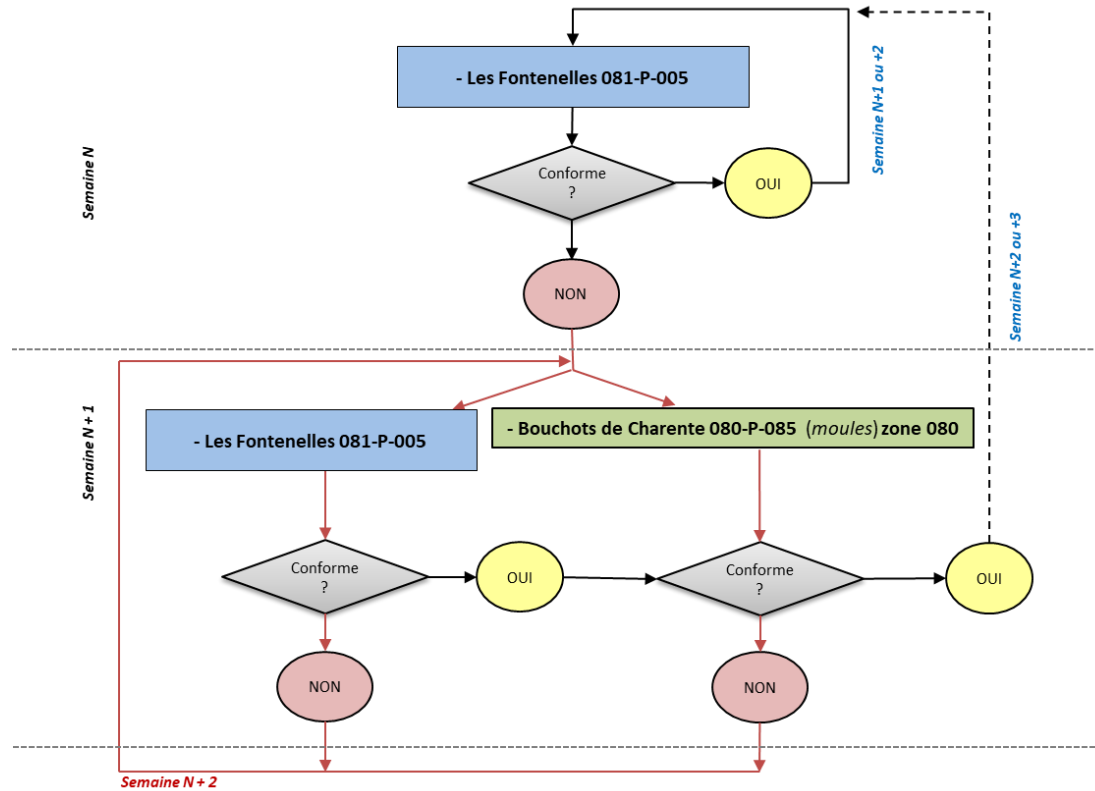 Semaine N+1 ou +2
- Les Fontenelles 081-P-005
Semaine N
Conforme
?
OUI
Semaine N+2 ou +3
NON
Semaine N + 1
- Les Fontenelles 081-P-005
- Bouchots de Charente 080-P-085 (moules) zone 080
Conforme
?
OUI
Conforme
?
OUI
NON
NON
Semaine N + 2